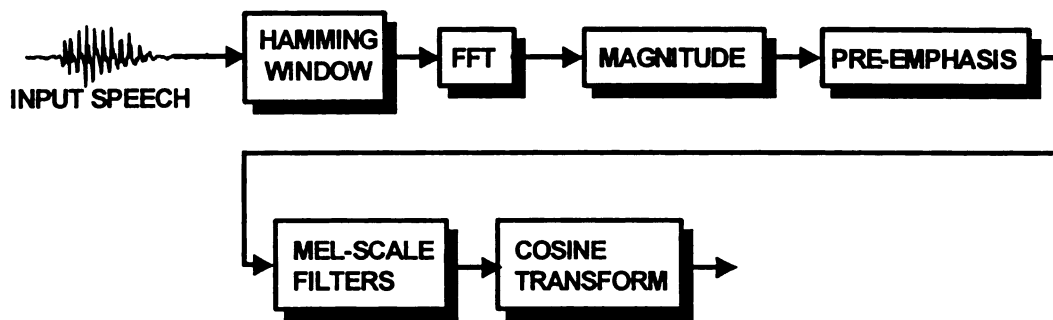 INPUT SPEECH
HAMMING
WINDOW
FFT
MAGNITUDE
PRE-EMPHASIS
MEL-SCALE
FILTERS
COSINE
TRANSFORM